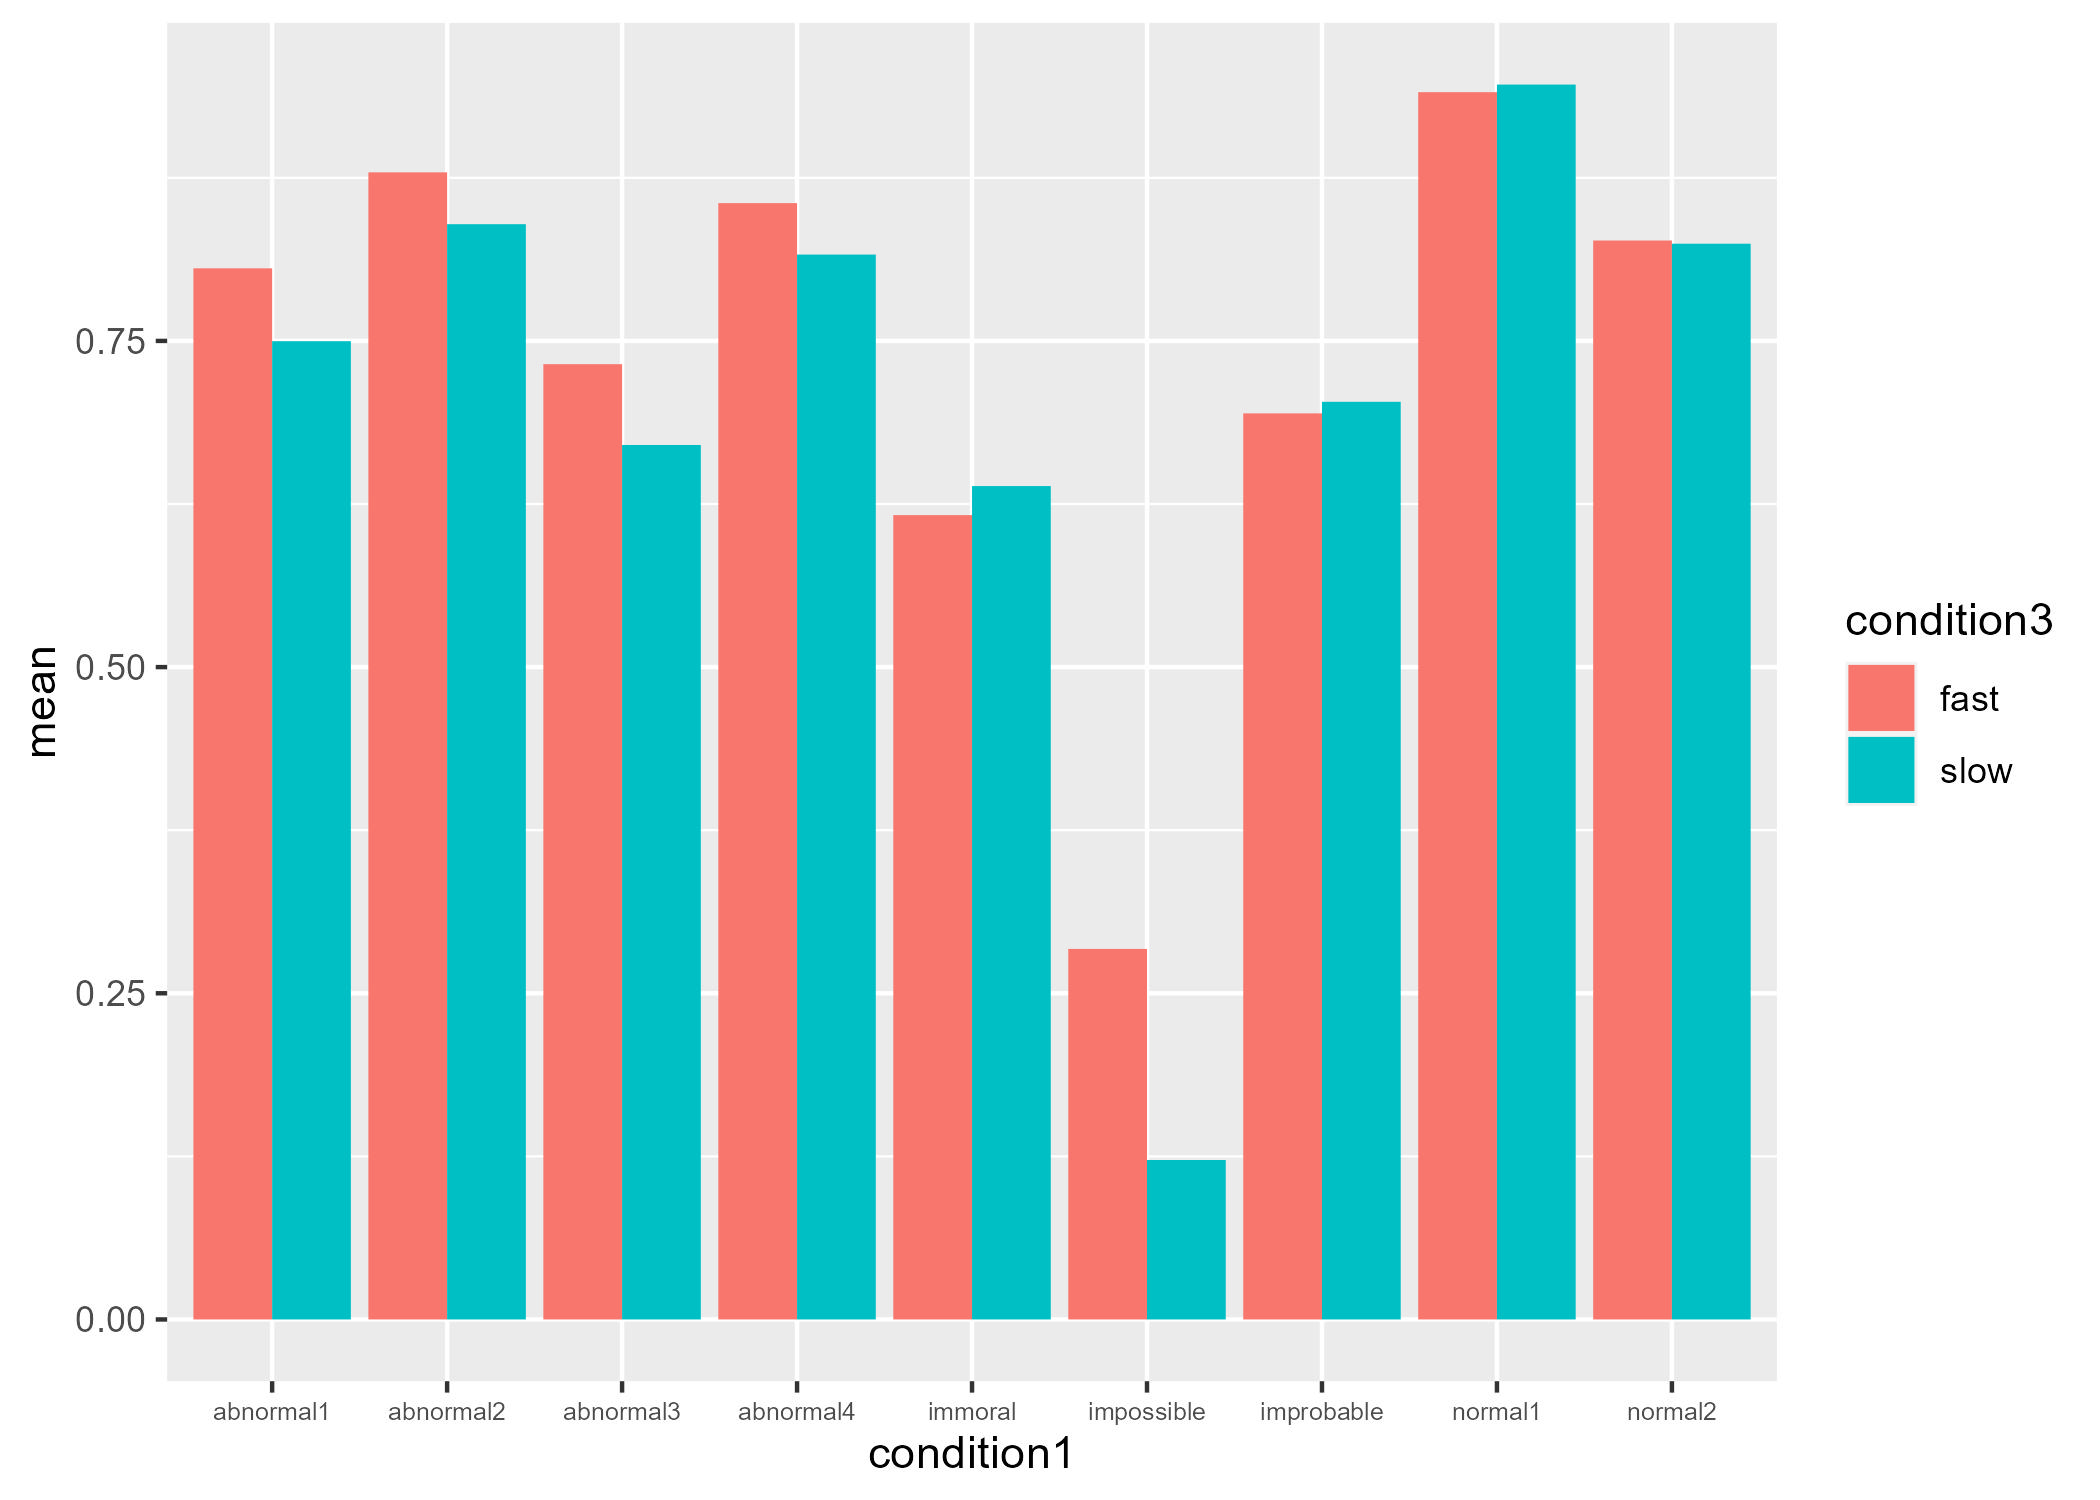 mean
0.75
0.50
0.25
0.00
abnormal1 abnormal2 abnormal3 abnormal4 immoral impossible improbable normal1 normal2
condition1
condition3
fast
slow